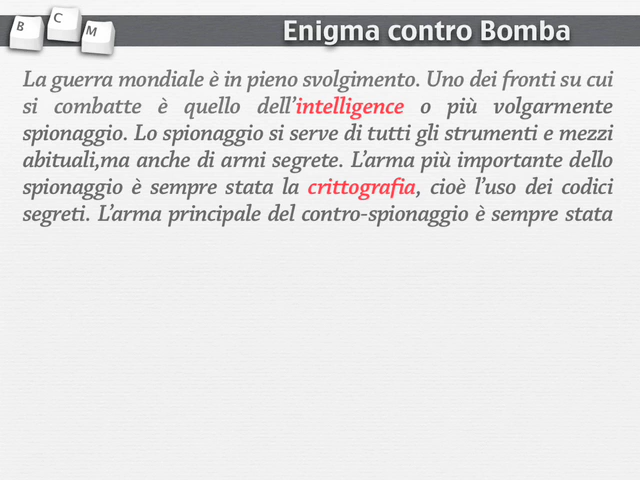 B C M
Enigma contro Bomba
La guerra mondiale è in pieno svolgimento. Uno dei fronti su cui
si combatte è quello dell'intelligence o più volgarmente
spionaggio. Lo spionaggio si serve di tutti gli strumenti e mezzi
abituali,ma anche di armi segrete. L'arma più importante dello
spionaggio è sempre stata la crittografia, cioè l'uso dei codici
segreti. L'arma principale del contro-spionaggio è sempre stata